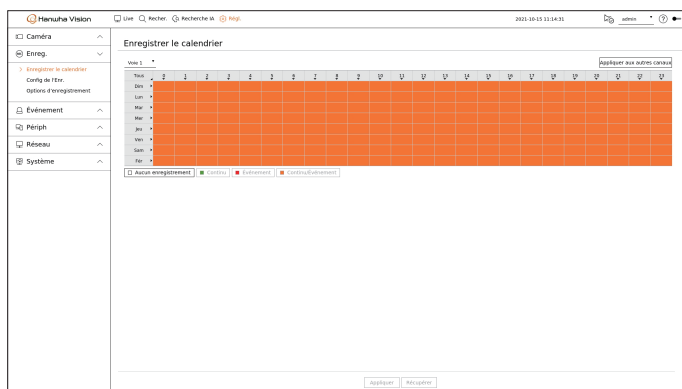 Hanwha Vision
Live Recher. Recherche IA Régl.
2021-10-15 11:14:31
admin
Caméra
Enreg.
Enregistrer le calendrier
Config de l'Enr.
Options d'enregistrement
Événement
Périph
Réseau
Système
Enregistrer le calendrier
Voie 1
Appliquer aux autres canaux
Tous 0 1 2 3 4 5 6 7 8 9 10 11 12 13 14 15 16 17 18 19 20 21 22 23
Dim
Lun
Mar
Mer
Jeu
Ven
Sam
Fér
Aucun enregistrement Continu Evénement Continu/Evénement
Appliquer Récupérer